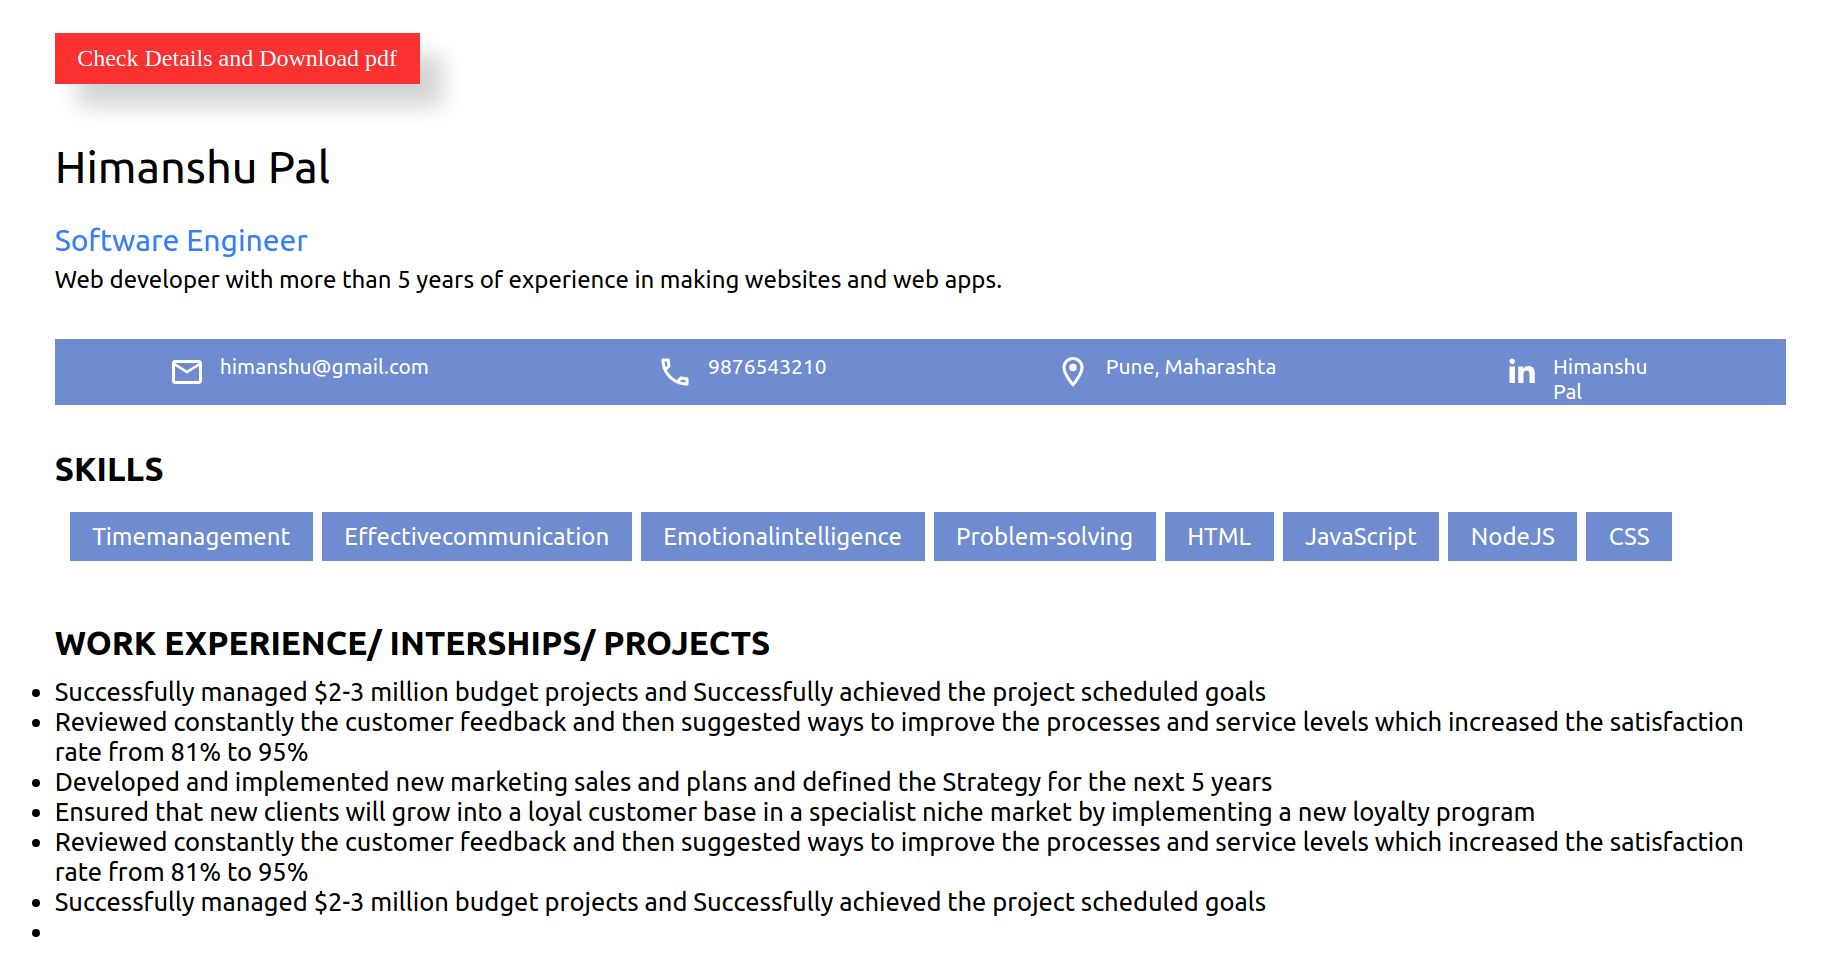 Check Details and Download pdf
Himanshu Pal
Software Engineer
Web developer with more than 5 years of experience in making websites and web apps.
himanshu@gmail.com
9876543210
Pune, Maharashta
Himanshu
Pal
SKILLS
Timemanagement
Effectivecommunication
Emotionalintelligence
Problem-solving
HTML
JavaScript
NodeJS
CSS
WORK EXPERIENCE/ INTERSHIPS/ PROJECTS
Successfully managed $2-3 million budget projects and Successfully achieved the project scheduled goals
Reviewed constantly the customer feedback and then suggested ways to improve the processes and service levels which increased the satisfaction
rate from 81% to 95%
Developed and implemented new marketing sales and plans and defined the Strategy for the next 5 years
Ensured that new clients will grow into a loyal customer base in a specialist niche market by implementing a new loyalty program
Reviewed constantly the customer feedback and then suggested ways to improve the processes and service levels which increased the satisfaction
rate from 81% to 95%
Successfully managed $2-3 million budget projects and Successfully achieved the project scheduled goals